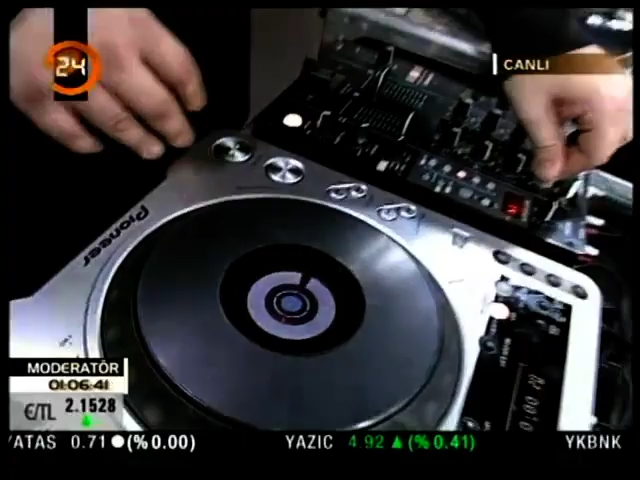 24
CANLI
Pioneer
MODERATÖR
01:06:41
€/TL 2.1528
YATAS 0.71 (% 0.00) YAZIC 4.92 (% 0.41) YKBNK